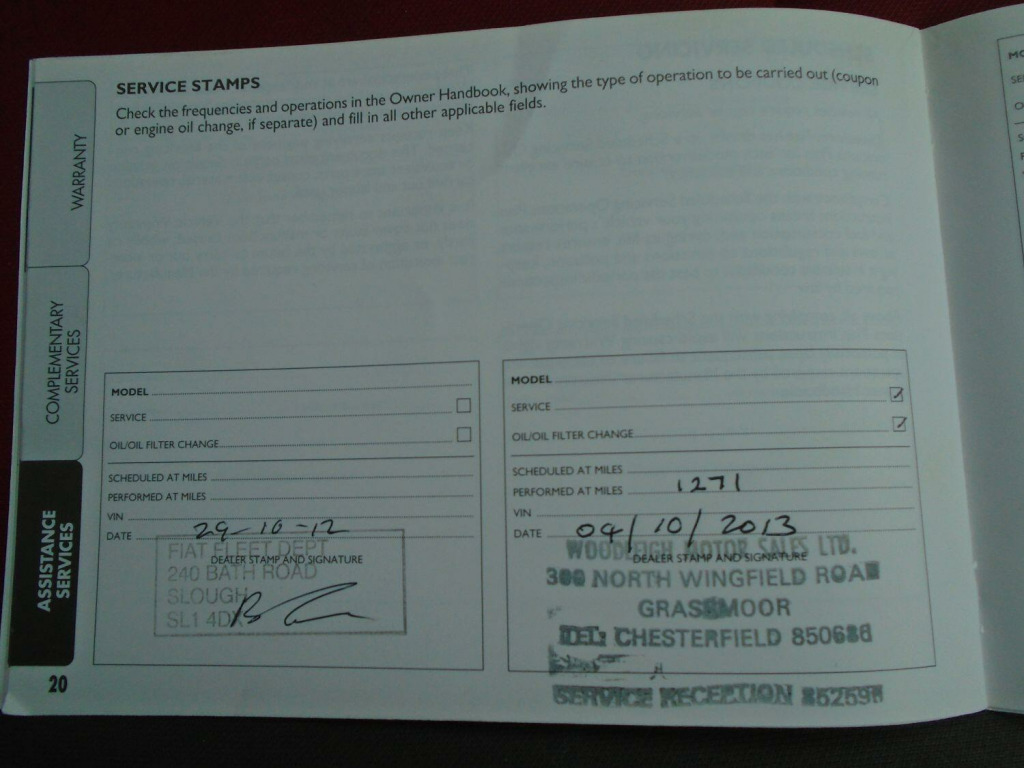 SERVICE STAMPS
Check the frequencies and operations in the Owner Handbook, showing the type of operation to be carried out (coupon
or engine oil change, if separate) and fill in all other applicable fields.
WARRANTY
COMPLEMENTARY
SERVICES
ASSISTANCE
SERVICES
20
MODEL
SERVICE
OIL/OIL FILTER CHANGE
SCHEDULED AT MILES
PERFORMED AT MILES
VIN
DATE 29-10-12
DEALER STAMP AND SIGNATURE
FIAT FLEET DEPT
240 BATH ROAD
SLOUGH
SL1 4DX
MODEL
SERVICE
OIL/OIL FILTER CHANGE
SCHEDULED AT MILES
PERFORMED AT MILES 1271
VIN
DATE 04/10/2013
DEALER STAMP AND SIGNATURE
WOODLEIGH MOTOR SALES LTD.
300 NORTH WINGFIELD ROAD
GRASSMOOR
TEL: CHESTERFIELD 850686
SERVICE RECEPTION